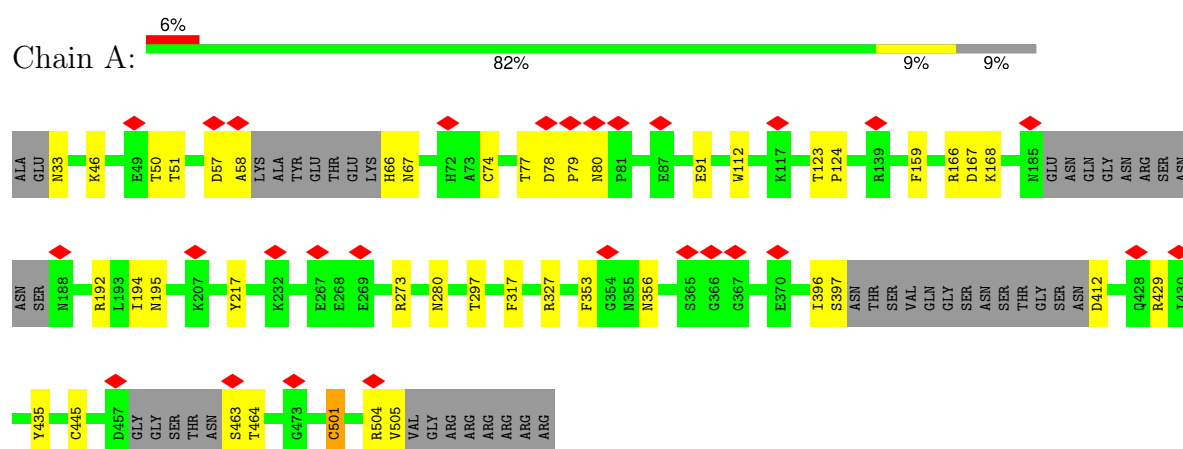 6%
Chain A:
82% 9% 9%
ALA GLU N33 K46 E49 T50 T51 D57 A58 LYS ALA TYR GLU THR GLU LYS H66 N67 H72 A73 C74 T77 D78 P79 N80 P81 E87 E91 W112 K117 T123 P124 R139 F159 R166 D167 K168 N185 GLU ASN GLN GLY ASN ARG SER ASN
ASN SER N188 R192 L193 I194 N195 K207 Y217 K232 E267 E268 E269 R273 N280 T297 F317 R327 F353 G354 N355 N356 S365 G366 G367 E370 I396 S397 ASN THR SER VAL GLN GLY SER ASN SER THR GLY SER ASN D412 Q428 R429 I430
Y435 C445 D457 GLY GLY SER THR ASN S463 T464 G473 C501 R504 V505 VAL GLY ARG ARG ARG ARG ARG ARG